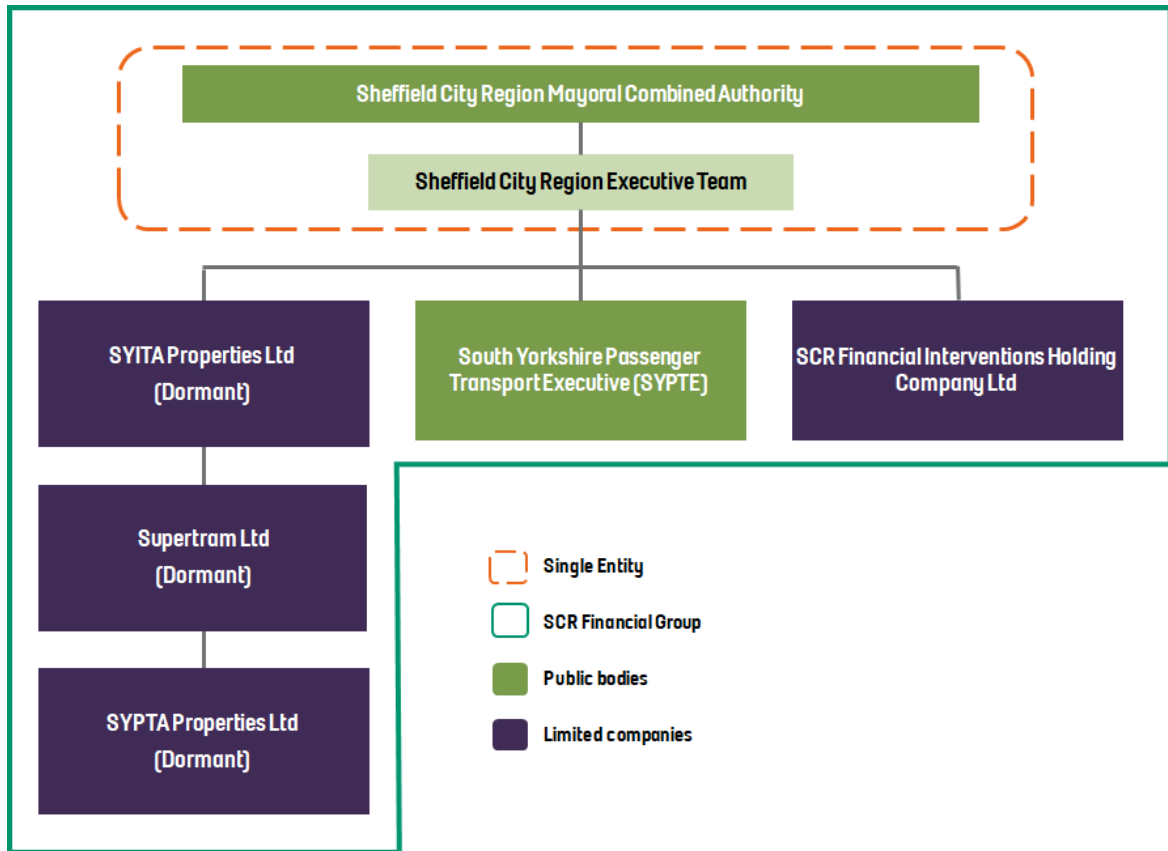 Sheffield City Region Mayoral Combined Authority
Sheffield City Region Executive Team
SYITA Properties Ltd
(Dormant)
South Yorkshire Passenger
Transport Executive (SYPTE)
SCR Financial Interventions Holding
Company Ltd
Supertram Ltd
(Dormant)
SYPTA Properties Ltd
(Dormant)
Single Entity
SCR Financial Group
Public bodies
Limited companies